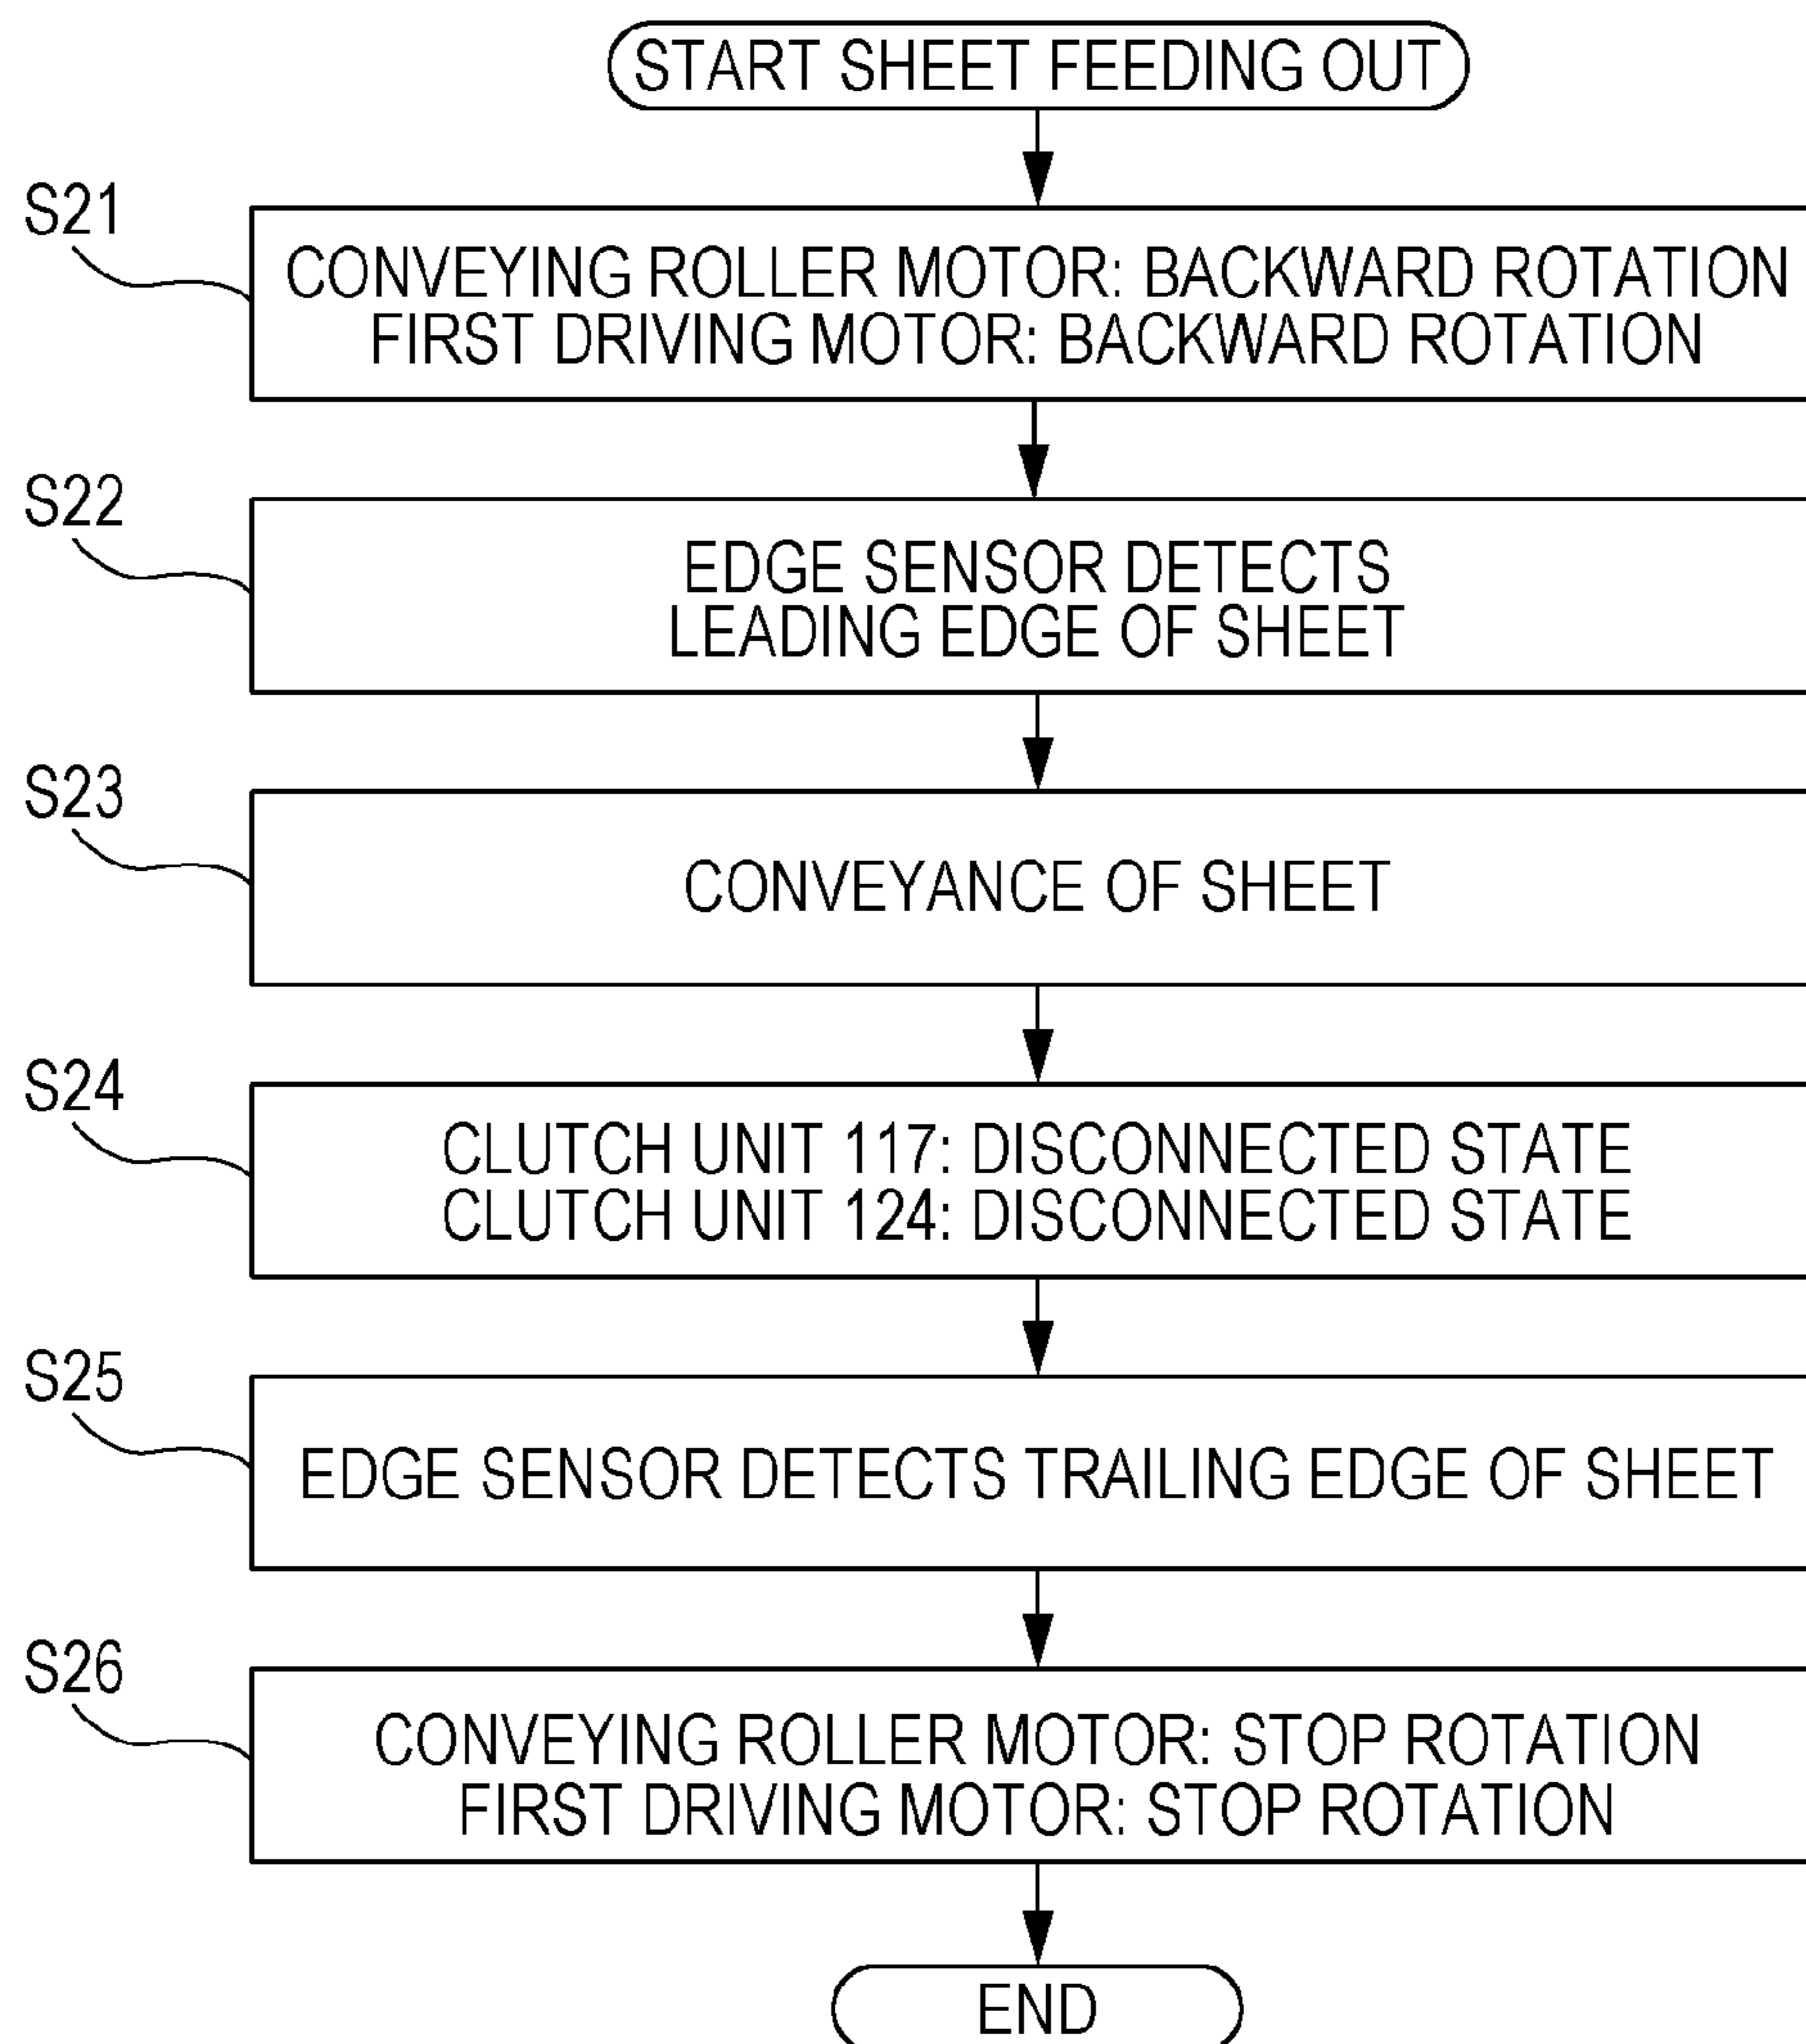 START SHEET FEEDING OUT
S21
CONVEYING ROLLER MOTOR: BACKWARD ROTATION
FIRST DRIVING MOTOR: BACKWARD ROTATION
S22
EDGE SENSOR DETECTS
LEADING EDGE OF SHEET
S23
CONVEYANCE OF SHEET
S24
CLUTCH UNIT 117: DISCONNECTED STATE
CLUTCH UNIT 124: DISCONNECTED STATE
S25
EDGE SENSOR DETECTS TRAILING EDGE OF SHEET
S26
CONVEYING ROLLER MOTOR: STOP ROTATION
FIRST DRIVING MOTOR: STOP ROTATION
END